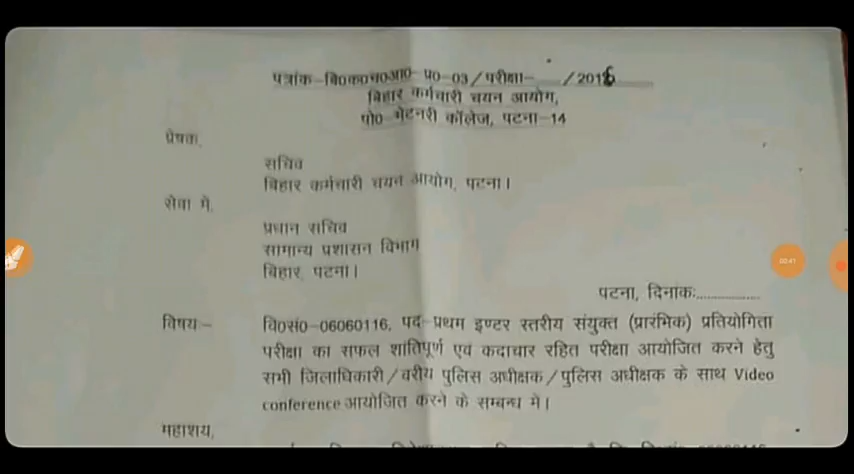 पत्रांक-बि०क०च०आ०- प्र०-03/परीक्षा-...../2016
बिहार कर्मचारी चयन आयोग,
पो०- भेटनरी कॉलेज, पटना-14
प्रेषक,
सचिव
बिहार कर्मचारी चयन आयोग, पटना।
सेवा में,
प्रधान सचिव
सामान्य प्रशासन विभाग
बिहार, पटना।
00:41
पटना, दिनांक:................
विषय:- वि०सं०-06060116, पद- प्रथम इण्टर स्तरीय संयुक्त (प्रारंभिक) प्रतियोगिता
परीक्षा का सफल शांतिपूर्ण एवं कदाचार रहित परीक्षा आयोजित करने हेतु
सभी जिलाधिकारी/वरीय पुलिस अधीक्षक/पुलिस अधीक्षक के साथ Video
conference आयोजित करने के सम्बन्ध में।
महाशय,